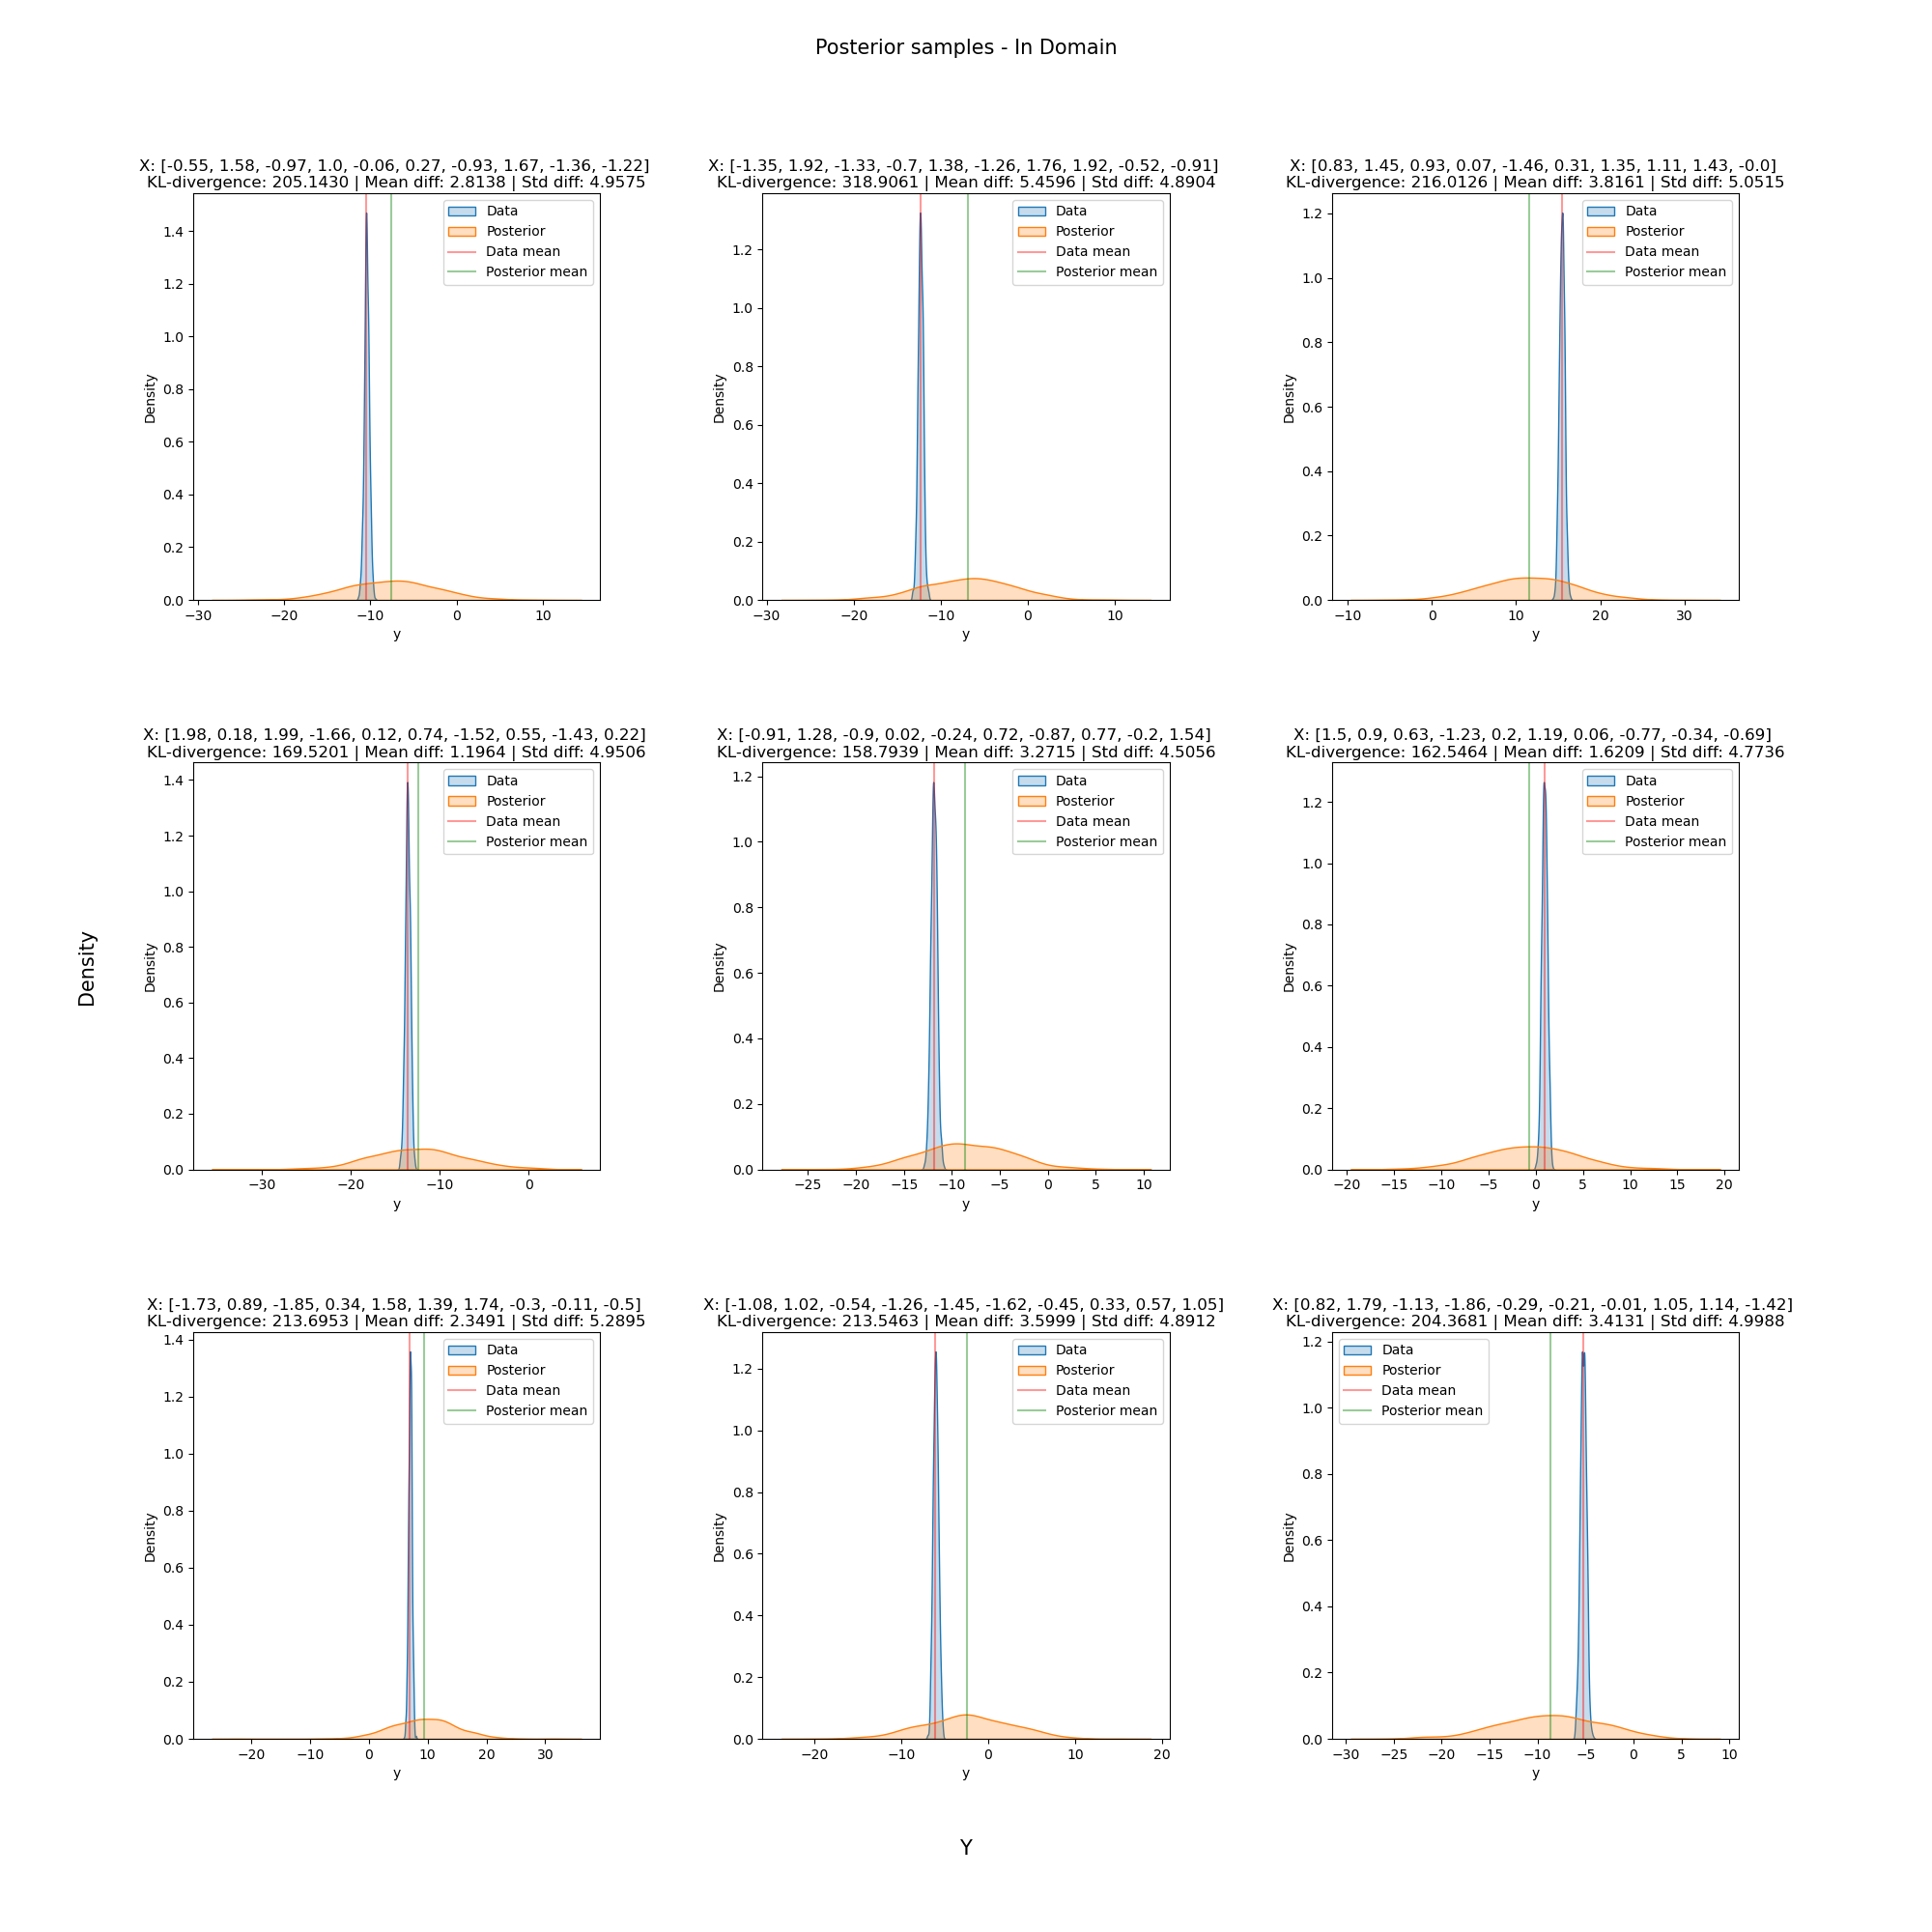 Posterior samples - In Domain
X: [-0.55, 1.58, -0.97, 1.0, -0.06, 0.27, -0.93, 1.67, -1.36, -1.22]
KL-divergence: 205.1430 | Mean diff: 2.8138 | Std diff: 4.9575
Data
Posterior
Data mean
Posterior mean
1.4
1.2
1.0
0.8
0.6
0.4
0.2
0.0
Density
−30 −20 −10 0 10
y
X: [-1.35, 1.92, -1.33, -0.7, 1.38, -1.26, 1.76, 1.92, -0.52, -0.91]
KL-divergence: 318.9061 | Mean diff: 5.4596 | Std diff: 4.8904
Data
Posterior
Data mean
Posterior mean
1.2
1.0
0.8
0.6
0.4
0.2
0.0
Density
−30 −20 −10 0 10
y
X: [0.83, 1.45, 0.93, 0.07, -1.46, 0.31, 1.35, 1.11, 1.43, -0.0]
KL-divergence: 216.0126 | Mean diff: 3.8161 | Std diff: 5.0515
Data
Posterior
Data mean
Posterior mean
1.2
1.0
0.8
0.6
0.4
0.2
0.0
Density
−10 0 10 20 30
y
X: [1.98, 0.18, 1.99, -1.66, 0.12, 0.74, -1.52, 0.55, -1.43, 0.22]
KL-divergence: 169.5201 | Mean diff: 1.1964 | Std diff: 4.9506
Data
Posterior
Data mean
Posterior mean
1.4
1.2
1.0
0.8
0.6
0.4
0.2
0.0
Density
−30 −20 −10 0
y
X: [-0.91, 1.28, -0.9, 0.02, -0.24, 0.72, -0.87, 0.77, -0.2, 1.54]
KL-divergence: 158.7939 | Mean diff: 3.2715 | Std diff: 4.5056
Data
Posterior
Data mean
Posterior mean
1.2
1.0
0.8
0.6
0.4
0.2
0.0
Density
−25 −20 −15 −10 −5 0 5 10
y
X: [1.5, 0.9, 0.63, -1.23, 0.2, 1.19, 0.06, -0.77, -0.34, -0.69]
KL-divergence: 162.5464 | Mean diff: 1.6209 | Std diff: 4.7736
Data
Posterior
Data mean
Posterior mean
1.2
1.0
0.8
0.6
0.4
0.2
0.0
Density
−20 −15 −10 −5 0 5 10 15 20
y
Density
X: [-1.73, 0.89, -1.85, 0.34, 1.58, 1.39, 1.74, -0.3, -0.11, -0.5]
KL-divergence: 213.6953 | Mean diff: 2.3491 | Std diff: 5.2895
Data
Posterior
Data mean
Posterior mean
1.4
1.2
1.0
0.8
0.6
0.4
0.2
0.0
Density
−20 −10 0 10 20 30
y
X: [-1.08, 1.02, -0.54, -1.26, -1.45, -1.62, -0.45, 0.33, 0.57, 1.05]
KL-divergence: 213.5463 | Mean diff: 3.5999 | Std diff: 4.8912
Data
Posterior
Data mean
Posterior mean
1.2
1.0
0.8
0.6
0.4
0.2
0.0
Density
−20 −10 0 10 20
y
X: [0.82, 1.79, -1.13, -1.86, -0.29, -0.21, -0.01, 1.05, 1.14, -1.42]
KL-divergence: 204.3681 | Mean diff: 3.4131 | Std diff: 4.9988
Data
Posterior
Data mean
Posterior mean
1.2
1.0
0.8
0.6
0.4
0.2
0.0
Density
−30 −25 −20 −15 −10 −5 0 5 10
y
Y